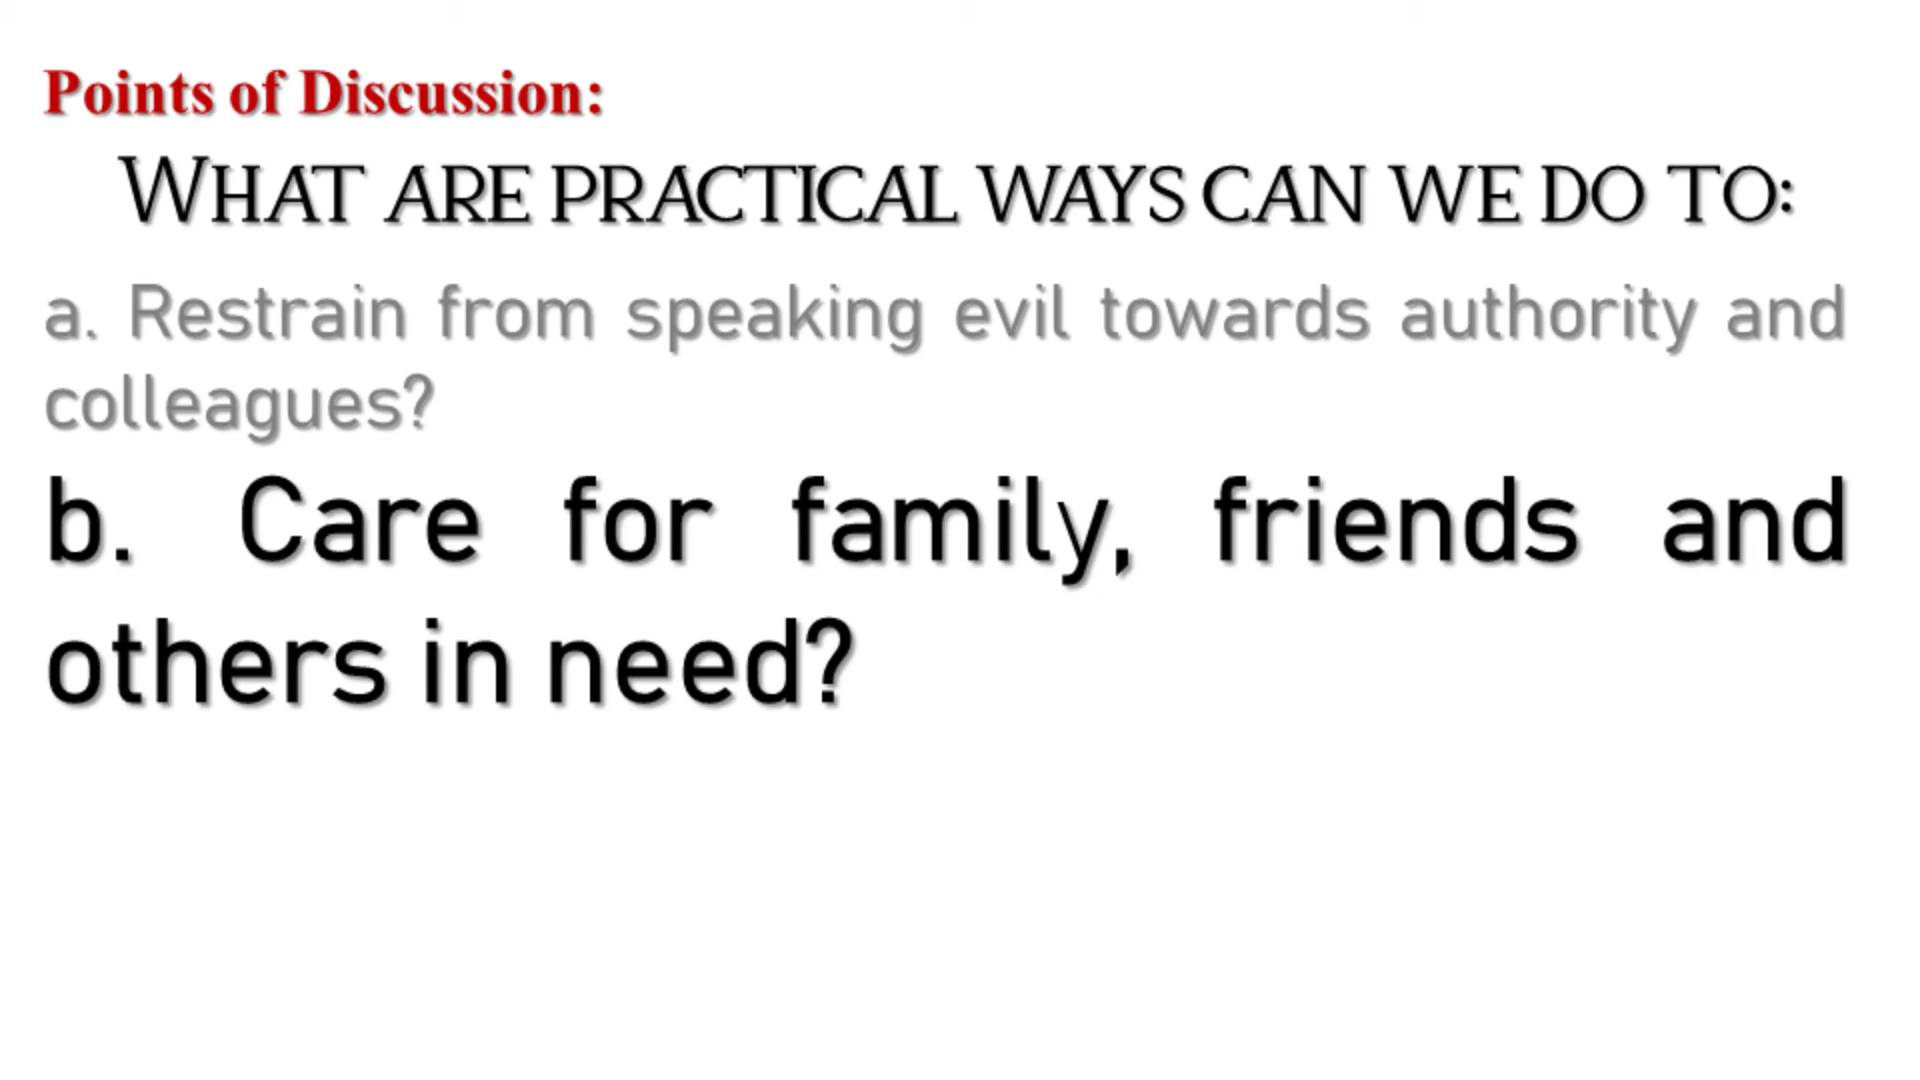 Points of Discussion:
WHAT ARE PRACTICAL WAYS CAN WE DO TO:
a. Restrain from speaking evil towards authority and
colleagues?
b. Care for family, friends and
others in need?